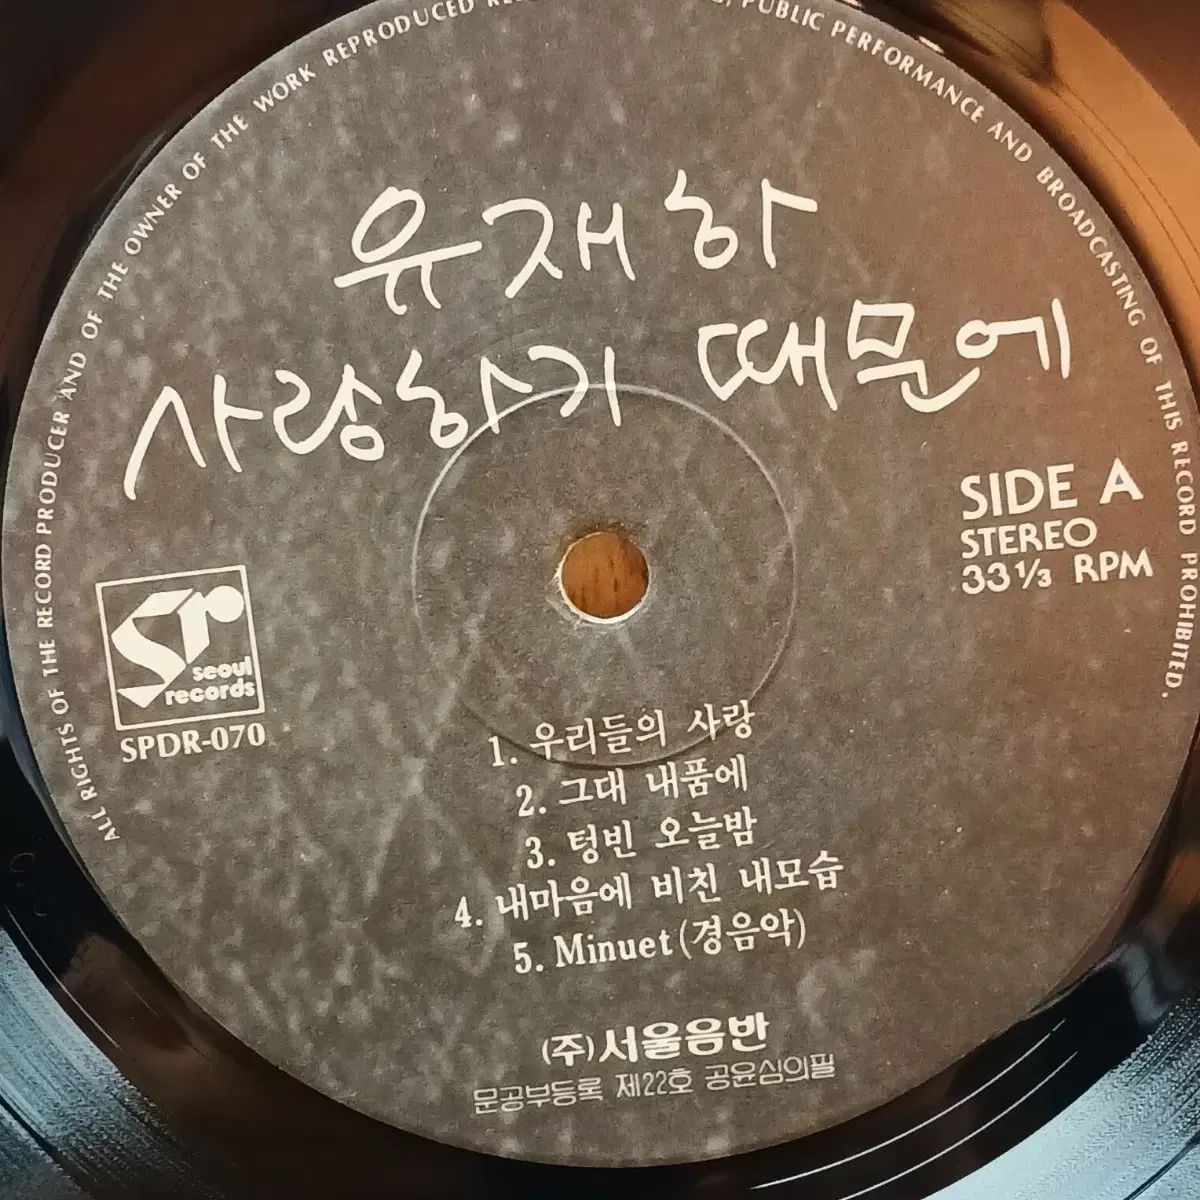 ALL RIGHTS OF THE RECORD PRODUCER AND OF THE OWNER OF THE WORK REPRODUCED PUBLIC PERFORMANCE AND BROADCASTING OF THIS RECORD PROHIBITED.
유재하
사랑하기 때문에
SIDE A
STEREO
33 1/3 RPM
Sr
seoul
records
SPDR-070
1. 우리들의 사랑
2. 그대 내품에
3. 텅빈 오늘밤
4. 내마음에 비친 내모습
5. Minuet (경음악)
(주)서울음반
문공부등록 제22호 공윤심의필